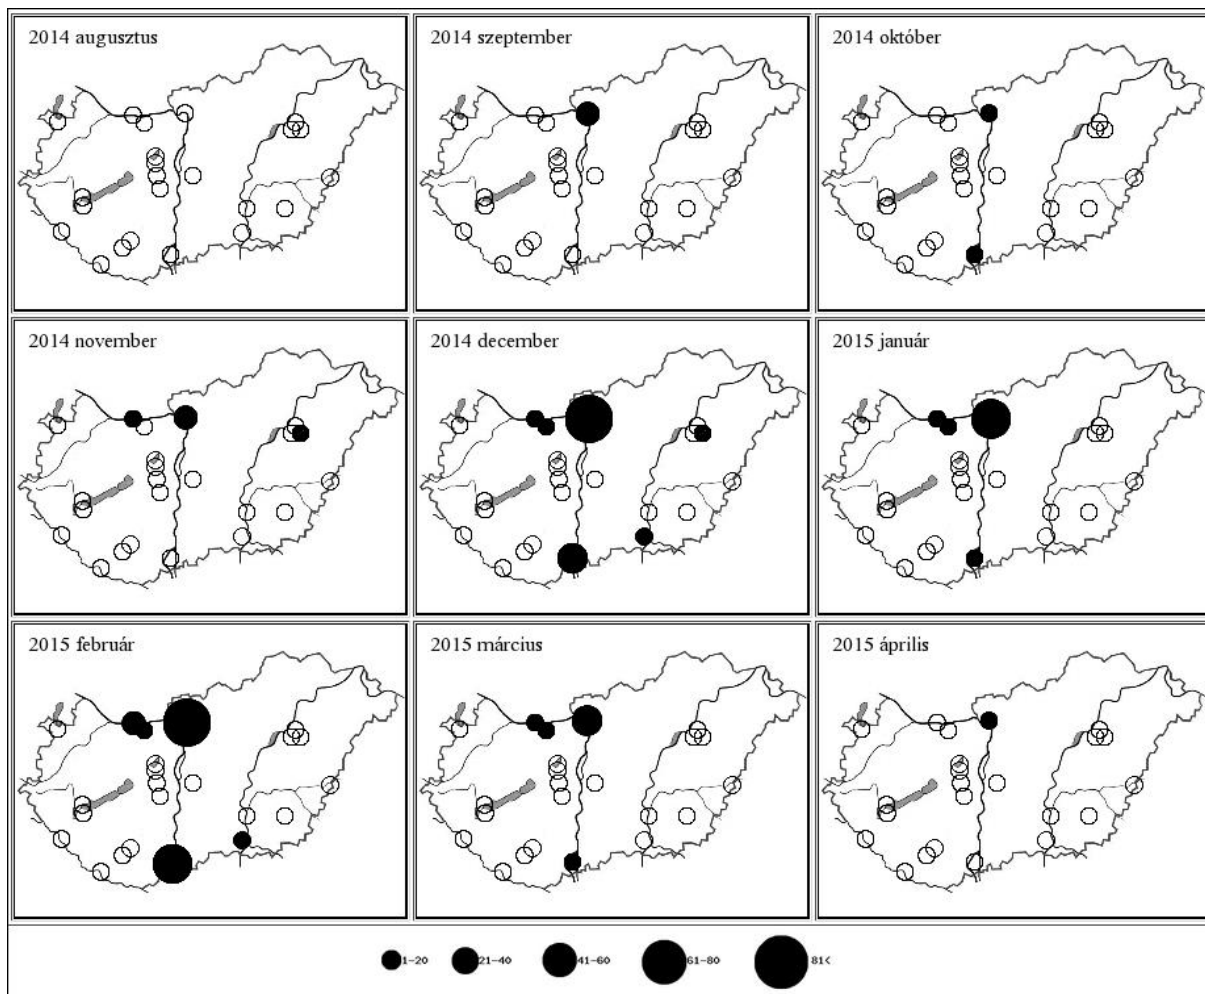 2014 augusztus
2014 szeptember
2014 október
2014 november
2014 december
2015 január
2015 február
2015 március
2015 április
1-20
21-40
41-60
61-80
81<